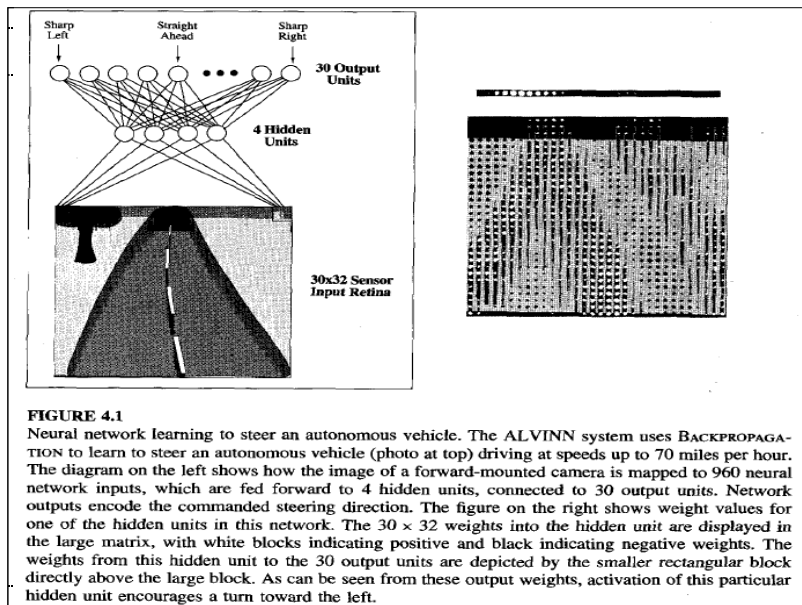 Sharp Left
Straight Ahead
Sharp Right
30 Output Units
4 Hidden Units
30x32 Sensor Input Retina
FIGURE 4.1
Neural network learning to steer an autonomous vehicle. The ALVINN system uses BACKPROPAGA-
TION to learn to steer an autonomous vehicle (photo at top) driving at speeds up to 70 miles per hour.
The diagram on the left shows how the image of a forward-mounted camera is mapped to 960 neural
network inputs, which are fed forward to 4 hidden units, connected to 30 output units. Network
outputs encode the commanded steering direction. The figure on the right shows weight values for
one of the hidden units in this network. The 30 × 32 weights into the hidden unit are displayed in
the large matrix, with white blocks indicating positive and black indicating negative weights. The
weights from this hidden unit to the 30 output units are depicted by the smaller rectangular block
directly above the large block. As can be seen from these output weights, activation of this particular
hidden unit encourages a turn toward the left.